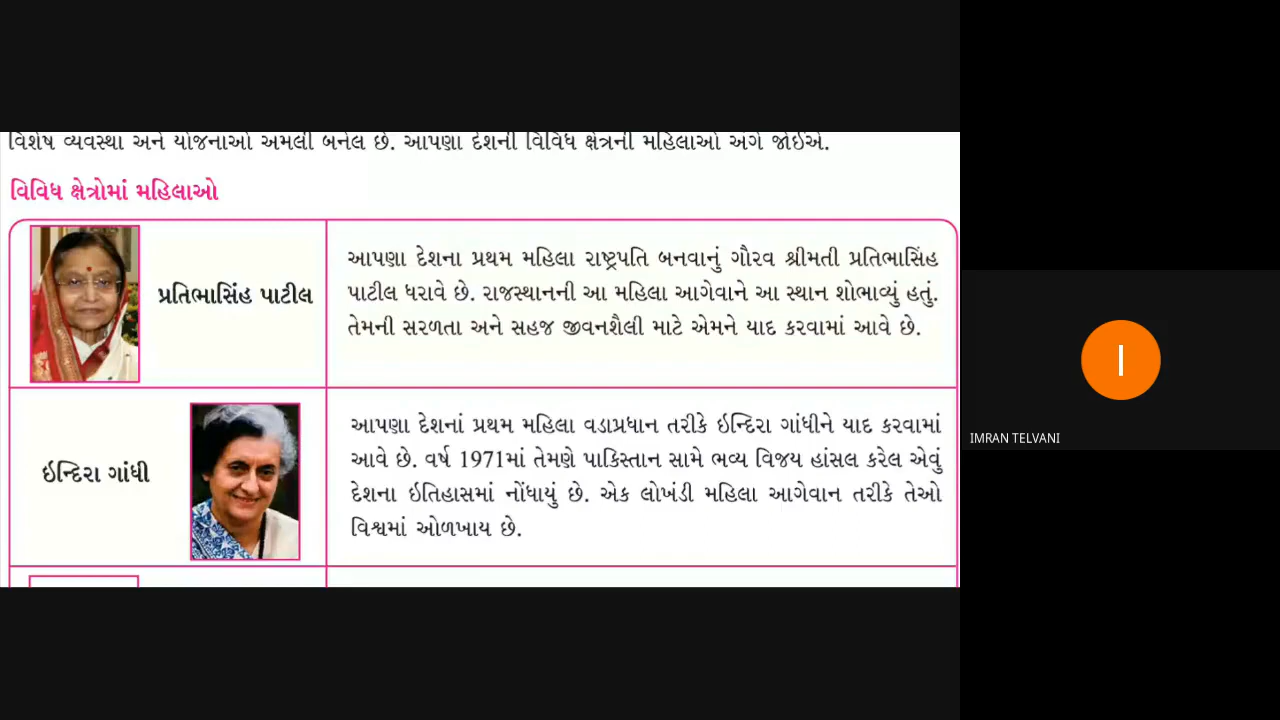 વિશેષ વ્યવસ્થા અને યોજનાઓ અમલી બનેલ છે. આપણા દેશની વિવિધ ક્ષેત્રની મહિલાઓ અંગે જોઈએ.
વિવિધ ક્ષેત્રોમાં મહિલાઓ
પ્રતિભાસિંહ પાટીલ
આપણા દેશના પ્રથમ મહિલા રાષ્ટ્રપતિ બનવાનું ગૌરવ શ્રીમતી પ્રતિભાસિંહ
પાટીલ ધરાવે છે. રાજસ્થાનની આ મહિલા આગેવાને આ સ્થાન શોભાવ્યું હતું.
તેમની સરળતા અને સહજ જીવનશૈલી માટે એમને યાદ કરવામાં આવે છે.
ઇન્દિરા ગાંધી
આપણા દેશનાં પ્રથમ મહિલા વડાપ્રધાન તરીકે ઇન્દિરા ગાંધીને યાદ કરવામાં
આવે છે. વર્ષ 1971માં તેમણે પાકિસ્તાન સામે ભવ્ય વિજય હાંસલ કરેલ એવું
દેશના ઇતિહાસમાં નોંધાયું છે. એક લોખંડી મહિલા આગેવાન તરીકે તેઓ
વિશ્વમાં ઓળખાય છે.
I
IMRAN TELVANI